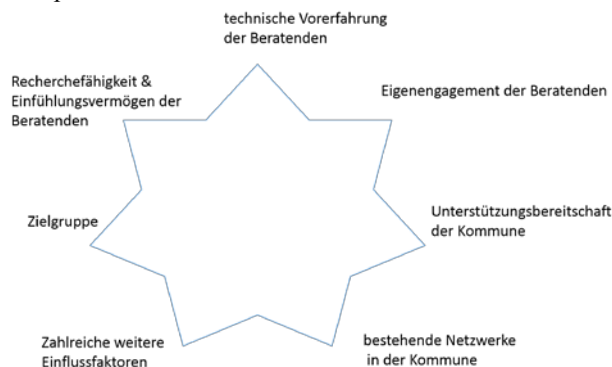 technische Vorerfahrung
der Beratenden
Recherchefähigkeit &
Einfühlungsvermögen der
Beratenden
Eigenengagement der Beratenden
Zielgruppe
Unterstützungsbereitschaft
der Kommune
Zahlreiche weitere
Einflussfaktoren
bestehende Netzwerke
in der Kommune